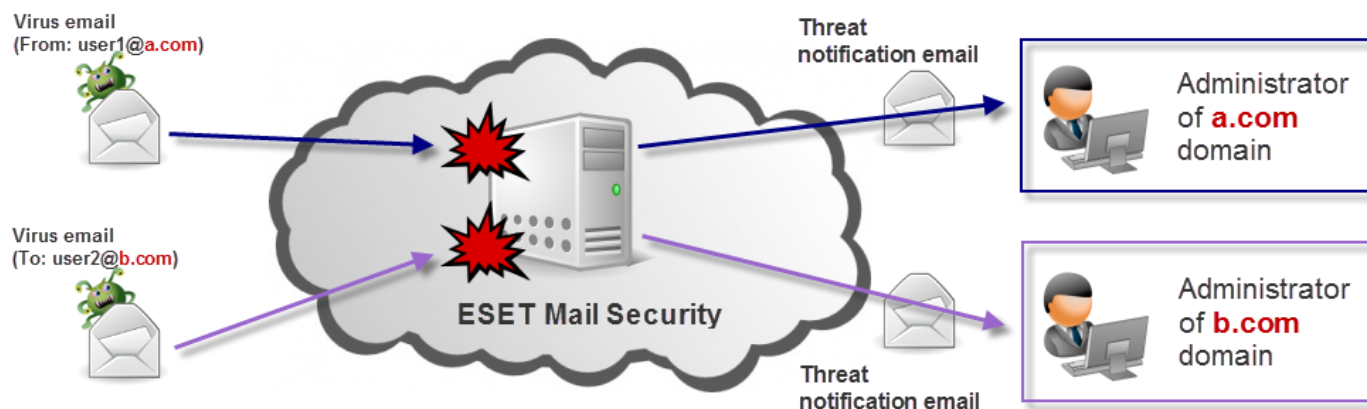 Virus email
(From: user1@a.com)
Threat
notification email
Administrator
of a.com
domain
Virus email
(To: user2@b.com)
ESET Mail Security
Administrator
of b.com
domain
Threat
notification email